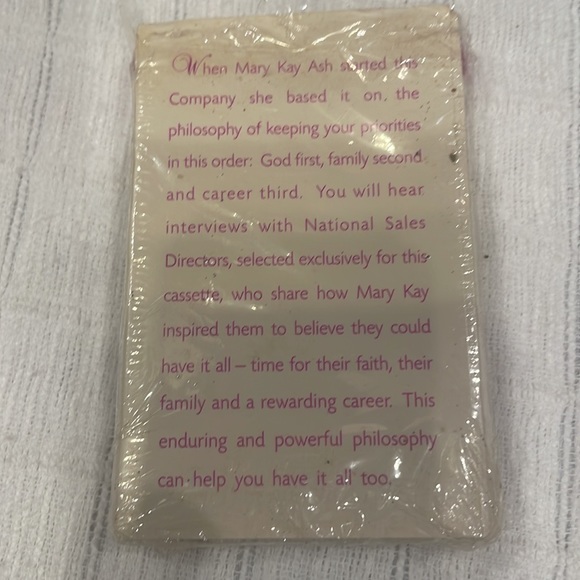 When Mary Kay Ash started this
Company she based it on the
philosophy of keeping your priorities
in this order: God first, family second
and career third. You will hear
interviews with National Sales
Directors, selected exclusively for this
cassette, who share how Mary Kay
inspired them to believe they could
have it all – time for their faith, their
family and a rewarding career. This
enduring and powerful philosophy
can help you have it all too.